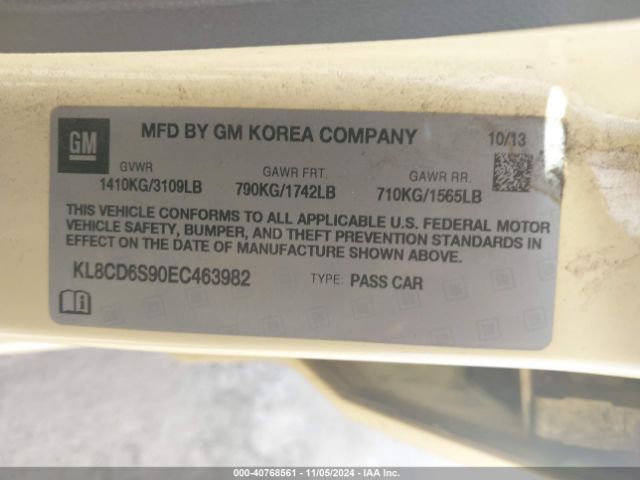 GM
MFD BY GM KOREA COMPANY 10/13
GVWR GAWR FRT. GAWR RR.
1410KG/3109LB 790KG/1742LB 710KG/1565LB
THIS VEHICLE CONFORMS TO ALL APPLICABLE U.S. FEDERAL MOTOR
VEHICLE SAFETY, BUMPER, AND THEFT PREVENTION STANDARDS IN
EFFECT ON THE DATE OF MANUFACTURE SHOWN ABOVE.
KL8CD6S90EC463982 TYPE: PASS CAR
000-40768561 - 11/05/2024 - IAA Inc.